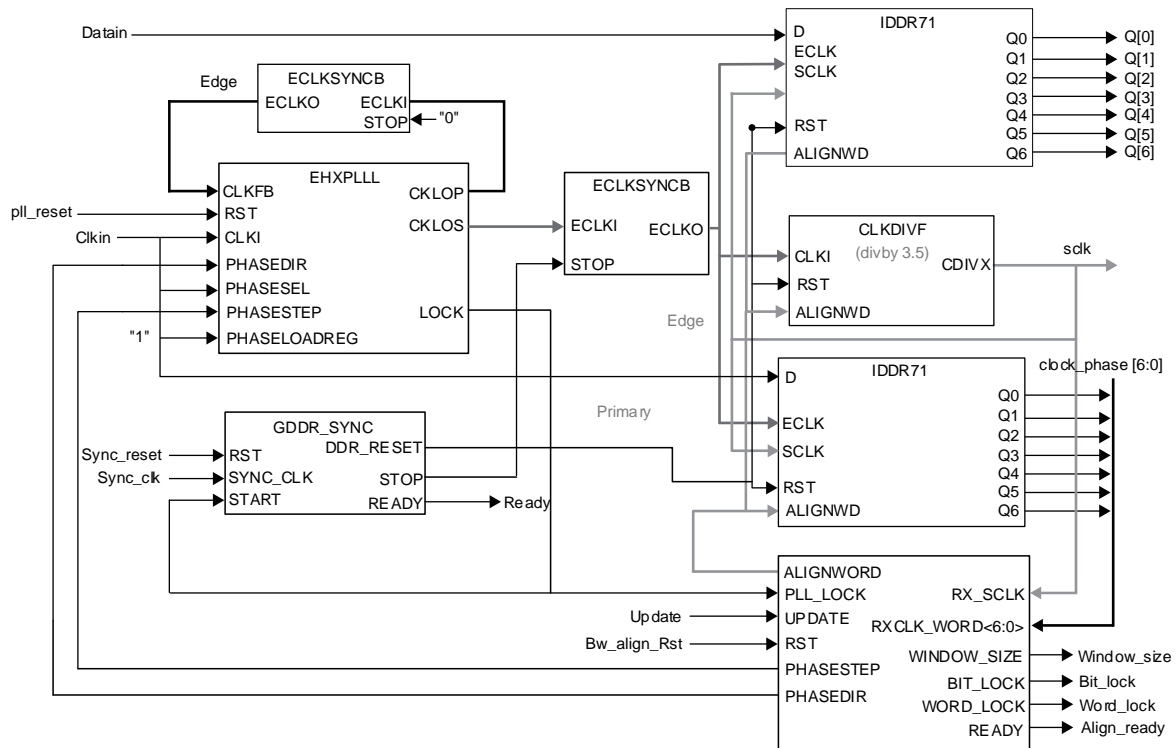 IDDR71
Datain
D
ECLK
SCLK
RST
ALIGNWD
Q0
Q1
Q2
Q3
Q4
Q5
Q6
Q[0]
Q[1]
Q[2]
Q[3]
Q[4]
Q[5]
Q[6]
Edge
ECLKSYNCB
ECLKO
ECLKI
STOP
"0"
EHXPLLL
CLKFB
RST
CLKI
PHASEDIR
PHASESEL
PHASESTEP
PHASELOADREG
CKLOP
CKLOS
LOCK
pll_reset
Clkin
"1"
ECLKSYNCB
ECLKI
STOP
ECLKO
CLKDIVF
(divby 3.5)
CLKI
RST
ALIGNWD
CDIVX
sclk
Edge
Primary
IDDR71
D
ECLK
SCLK
RST
ALIGNWD
Q0
Q1
Q2
Q3
Q4
Q5
Q6
clock_phase [6:0]
GDDR_SYNC
RST
SYNC_CLK
START
DDR_RESET
STOP
READY
Sync_reset
Sync_clk
Ready
ALIGNWORD
PLL_LOCK
UPDATE
RST
PHASESTEP
PHASEDIR
Update
Bw_align_Rst
RX_SCLK
RXCLK_WORD<6:0>
WINDOW_SIZE
BIT_LOCK
WORD_LOCK
READY
Window_size
Bit_lock
Word_lock
Align_ready